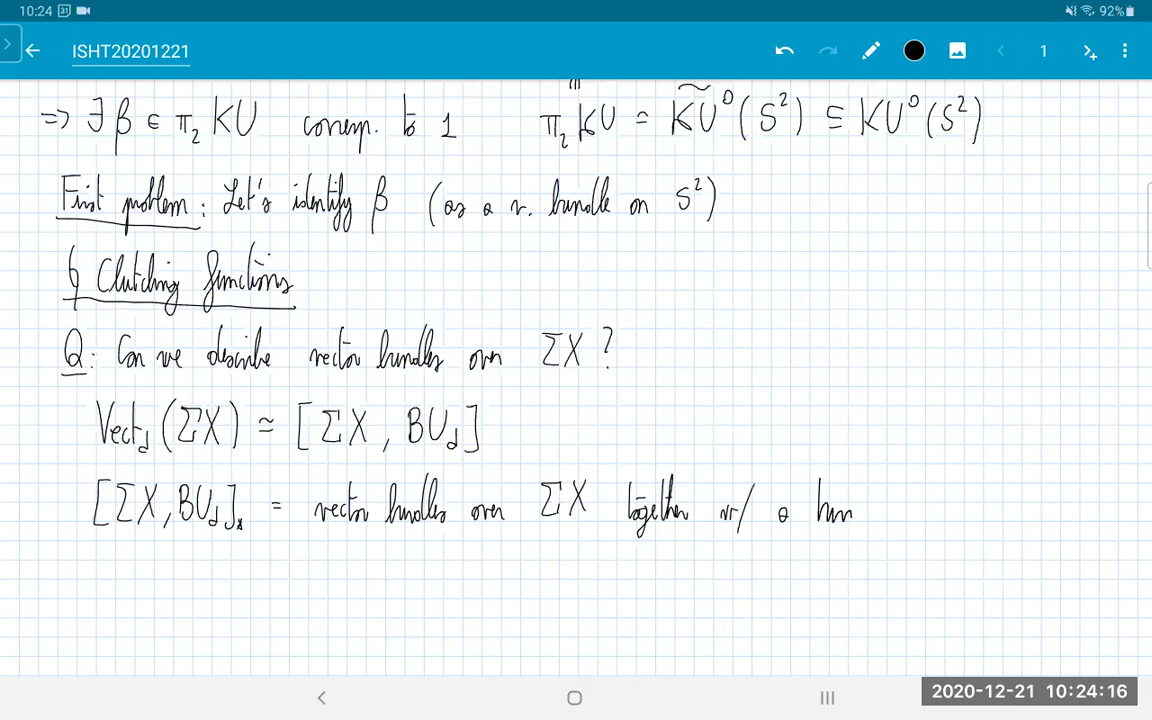 10:24 31 92%
ISHT20201221 1
=> ∃ β ∈ π₂ KU corresp. to 1 π₂ KU = K̃U⁰(S²) ⊆ KU⁰(S²)
First problem: Let's identify β (as a v. bundle on S²)
§ Clutching functions
Q: Can we describe vector bundles over ΣX?
Vect_d (ΣX) ≃ [ΣX, BU_d]
[ΣX, BU_d]_* = vector bundles over ΣX together w/ a
2020-12-21 10:24:16